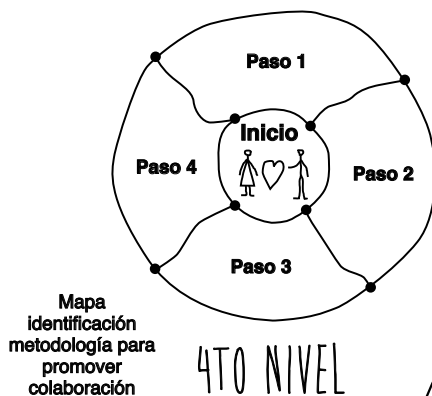 Paso 1
Inicio
Paso 4
Paso 2
Paso 3
Mapa
identificación
metodología para
promover
colaboración
4TO NIVEL